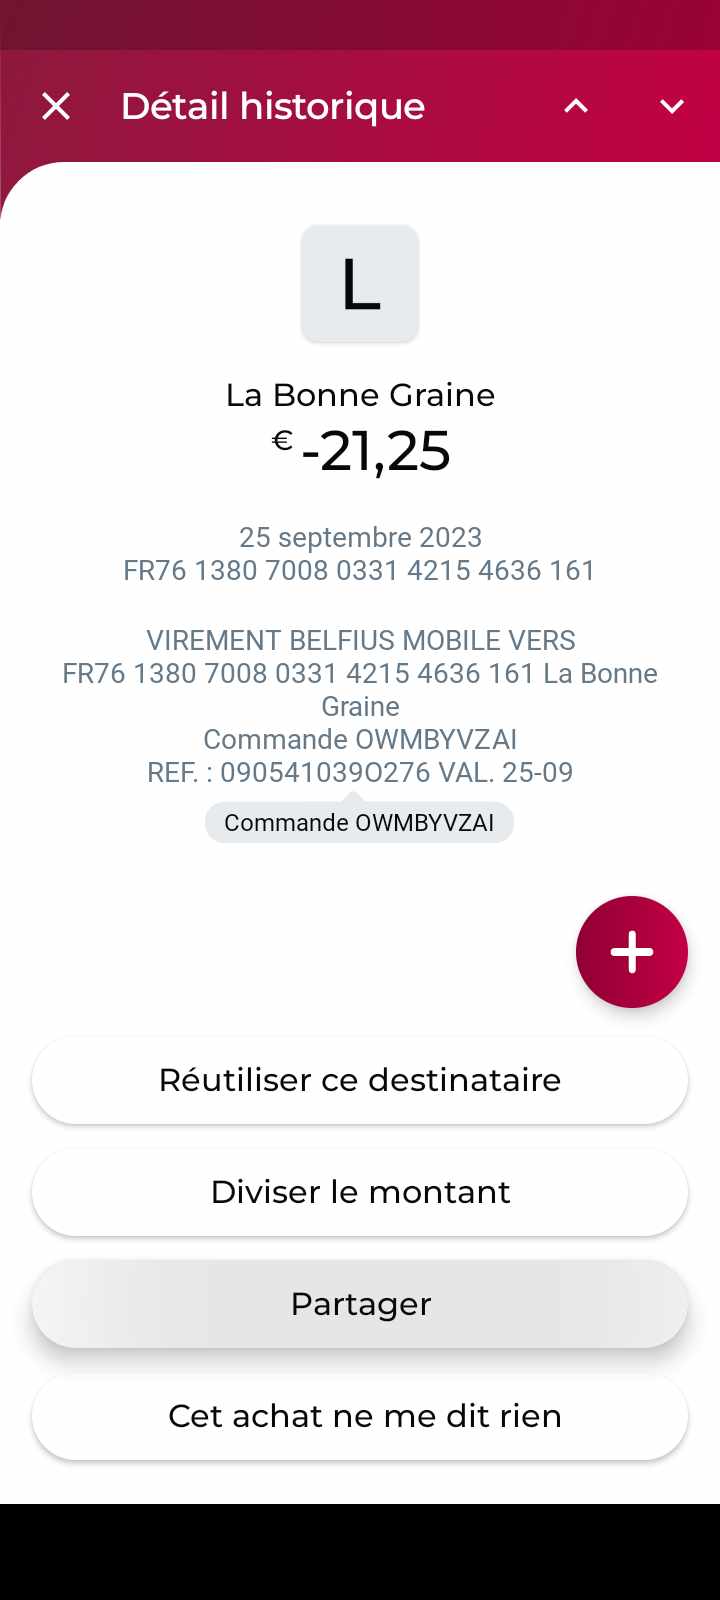 Détail historique
L
La Bonne Graine
€ -21,25
25 septembre 2023
FR76 1380 7008 0331 4215 4636 161
VIREMENT BELFIUS MOBILE VERS
FR76 1380 7008 0331 4215 4636 161 La Bonne
Graine
Commande OWMBYVZAI
REF. : 090541039O276 VAL. 25-09
Commande OWMBYVZAI
Réutiliser ce destinataire
Diviser le montant
Partager
Cet achat ne me dit rien